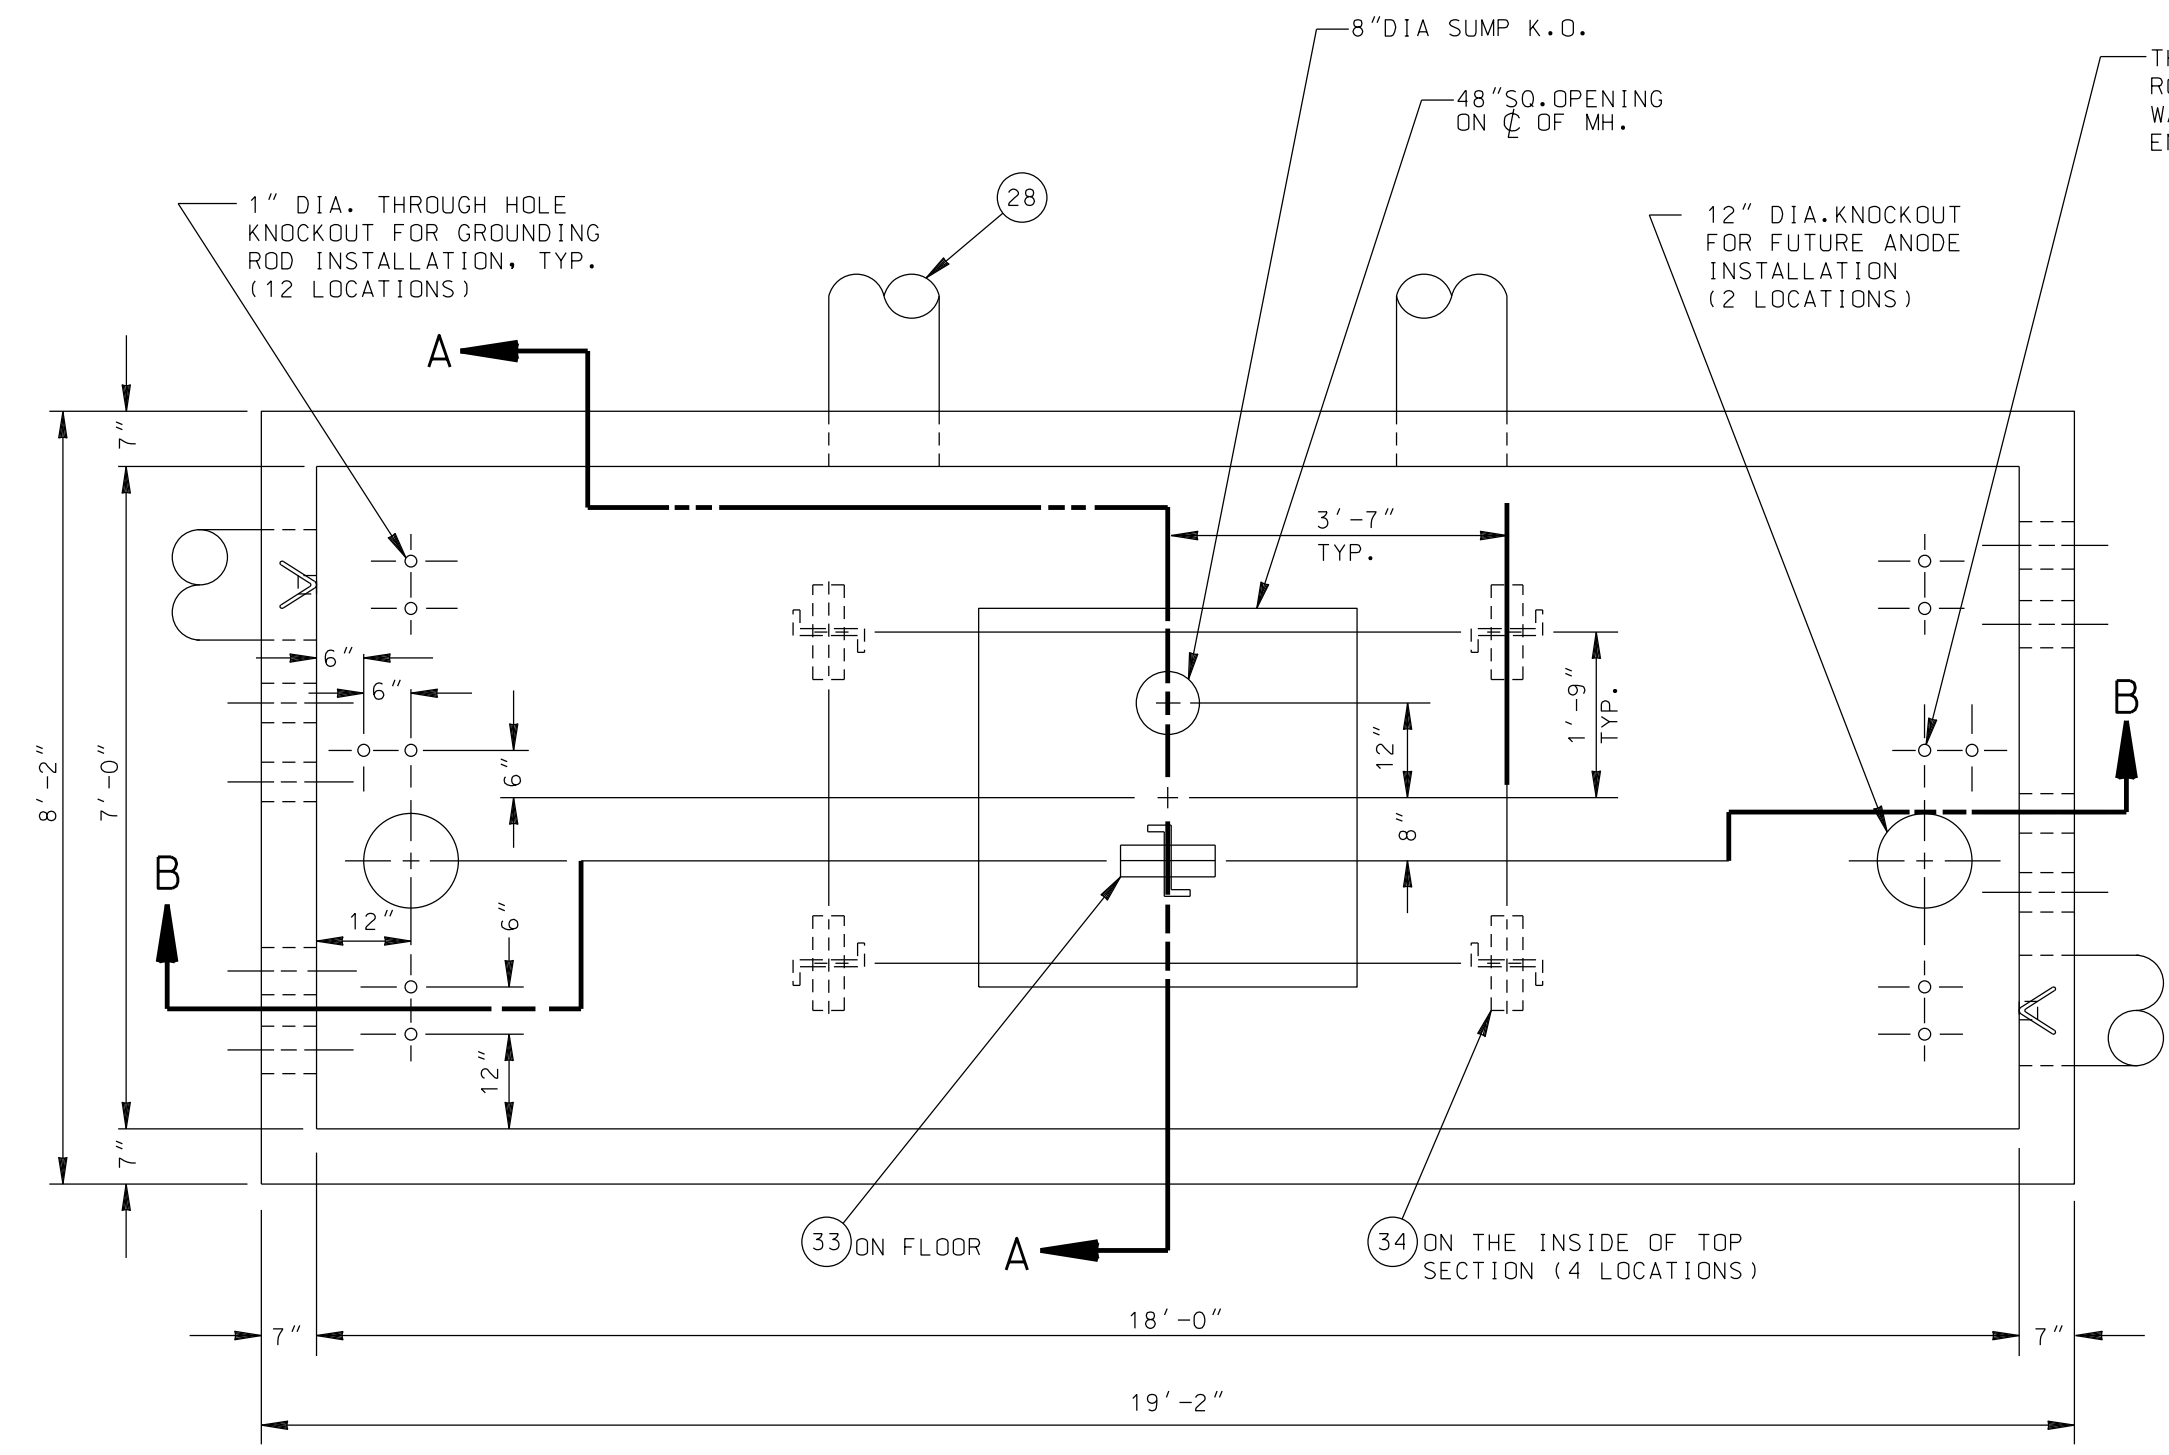 8"DIA SUMP K.O.
48"SQ.OPENING
ON ℄ OF MH.
28
1" DIA. THROUGH HOLE
KNOCKOUT FOR GROUNDING
ROD INSTALLATION, TYP.
(12 LOCATIONS)
12" DIA.KNOCKOUT
FOR FUTURE ANODE
INSTALLATION
(2 LOCATIONS)
A
7"
3'-7"
TYP.
6"
6"
6"
12"
1'-9"
TYP.
B
8'-2"
7'-0"
8"
B
12"
6"
12"
7"
33 ON FLOOR
A
34 ON THE INSIDE OF TOP
SECTION (4 LOCATIONS)
7"
18'-0"
7"
19'-2"